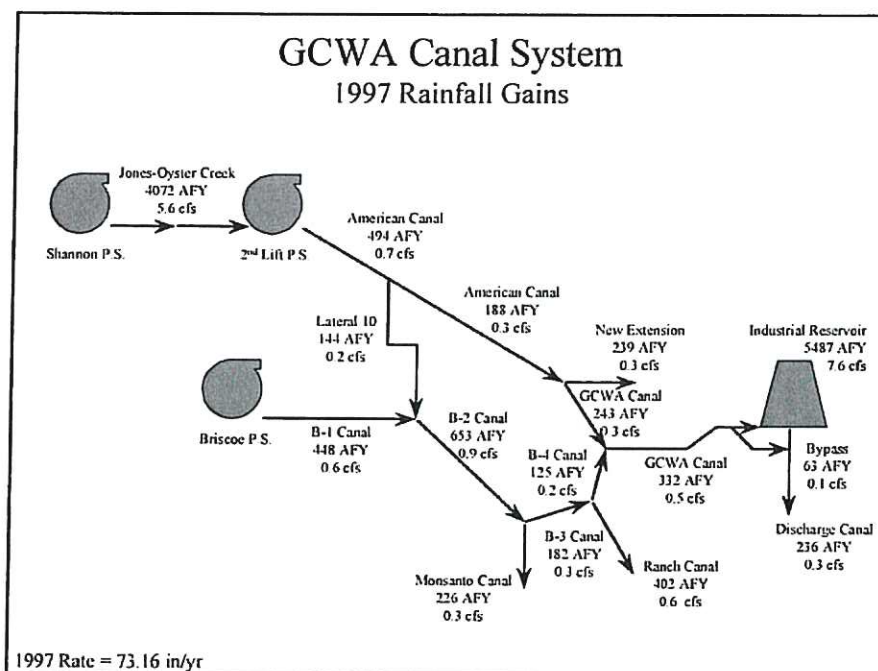 GCWA Canal System
1997 Rainfall Gains
Jones-Oyster Creek
4072 AFY
5.6 cfs
Shannon P.S.
2nd Lift P.S.
American Canal
494 AFY
0.7 cfs
American Canal
188 AFY
0.3 cfs
Lateral 10
144 AFY
0.2 cfs
New Extension
239 AFY
0.3 cfs
Industrial Reservoir
5487 AFY
7.6 cfs
GCWA Canal
243 AFY
0.3 cfs
Briscoe P.S.
B-1 Canal
448 AFY
0.6 cfs
B-2 Canal
653 AFY
0.9 cfs
B-4 Canal
125 AFY
0.2 cfs
GCWA Canal
332 AFY
0.5 cfs
Bypass
63 AFY
0.1 cfs
B-3 Canal
182 AFY
0.3 cfs
Discharge Canal
236 AFY
0.3 cfs
Monsanto Canal
226 AFY
0.3 cfs
Ranch Canal
402 AFY
0.6 cfs
1997 Rate = 73.16 in/yr